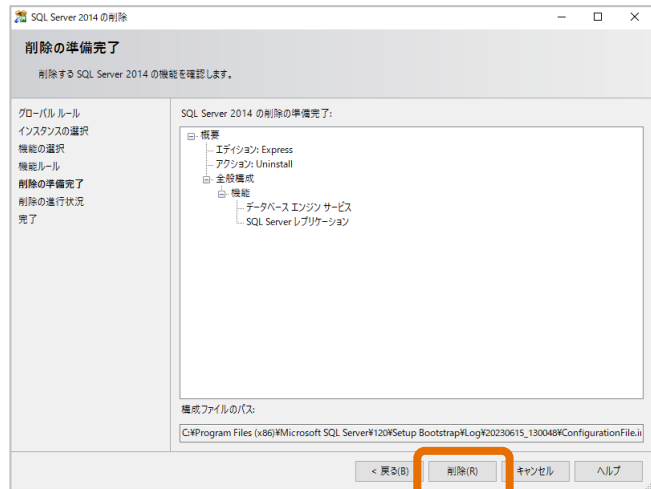 SQL Server 2014 の削除
削除の準備完了
削除する SQL Server 2014 の機能を確認します。
グローバル ルール
インスタンスの選択
機能の選択
機能ルール
削除の準備完了
削除の進行状況
完了
SQL Server 2014 の削除の準備完了:
概要
エディション: Express
アクション: Uninstall
全般構成
機能
データベース エンジン サービス
SQL Server レプリケーション
構成ファイルのパス:
C:¥Program Files (x86)¥Microsoft SQL Server¥120¥Setup Bootstrap¥Log¥20230615_130048¥ConfigurationFile.in
< 戻る(B) 削除(R) キャンセル ヘルプ